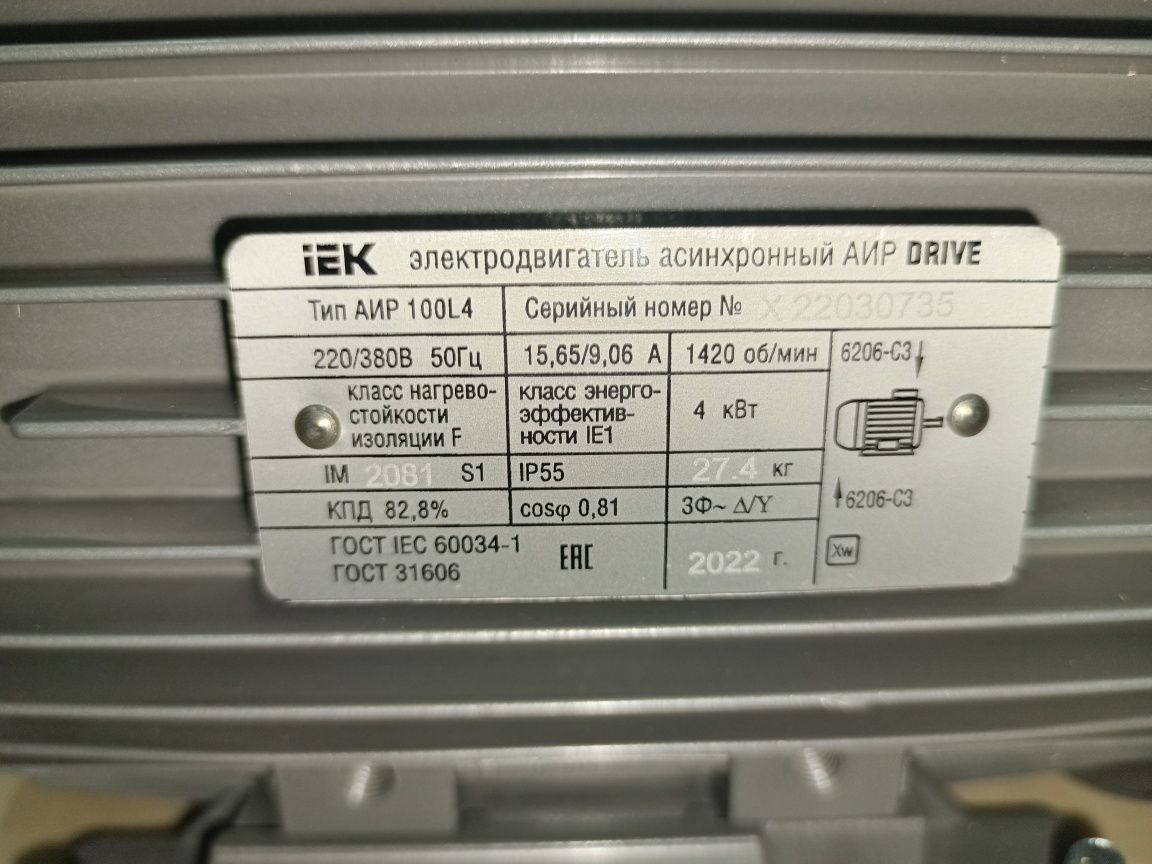 iEK электродвигатель асинхронный АИР DRIVE
Тип АИР 100L4 Серийный номер № X 22030735
220/380В 50Гц 15,65/9,06 А 1420 об/мин 6206-С3
класс нагрево-
стойкости
изоляции F
класс энерго-
эффектив-
ности IE1
4 кВт
IM 2081 S1 IP55 27.4 кг
6206-С3
КПД 82,8% cosφ 0,81 3Ф~ Δ/Y
ГОСТ IEC 60034-1
ГОСТ 31606
EAC
2022 г.
Xw